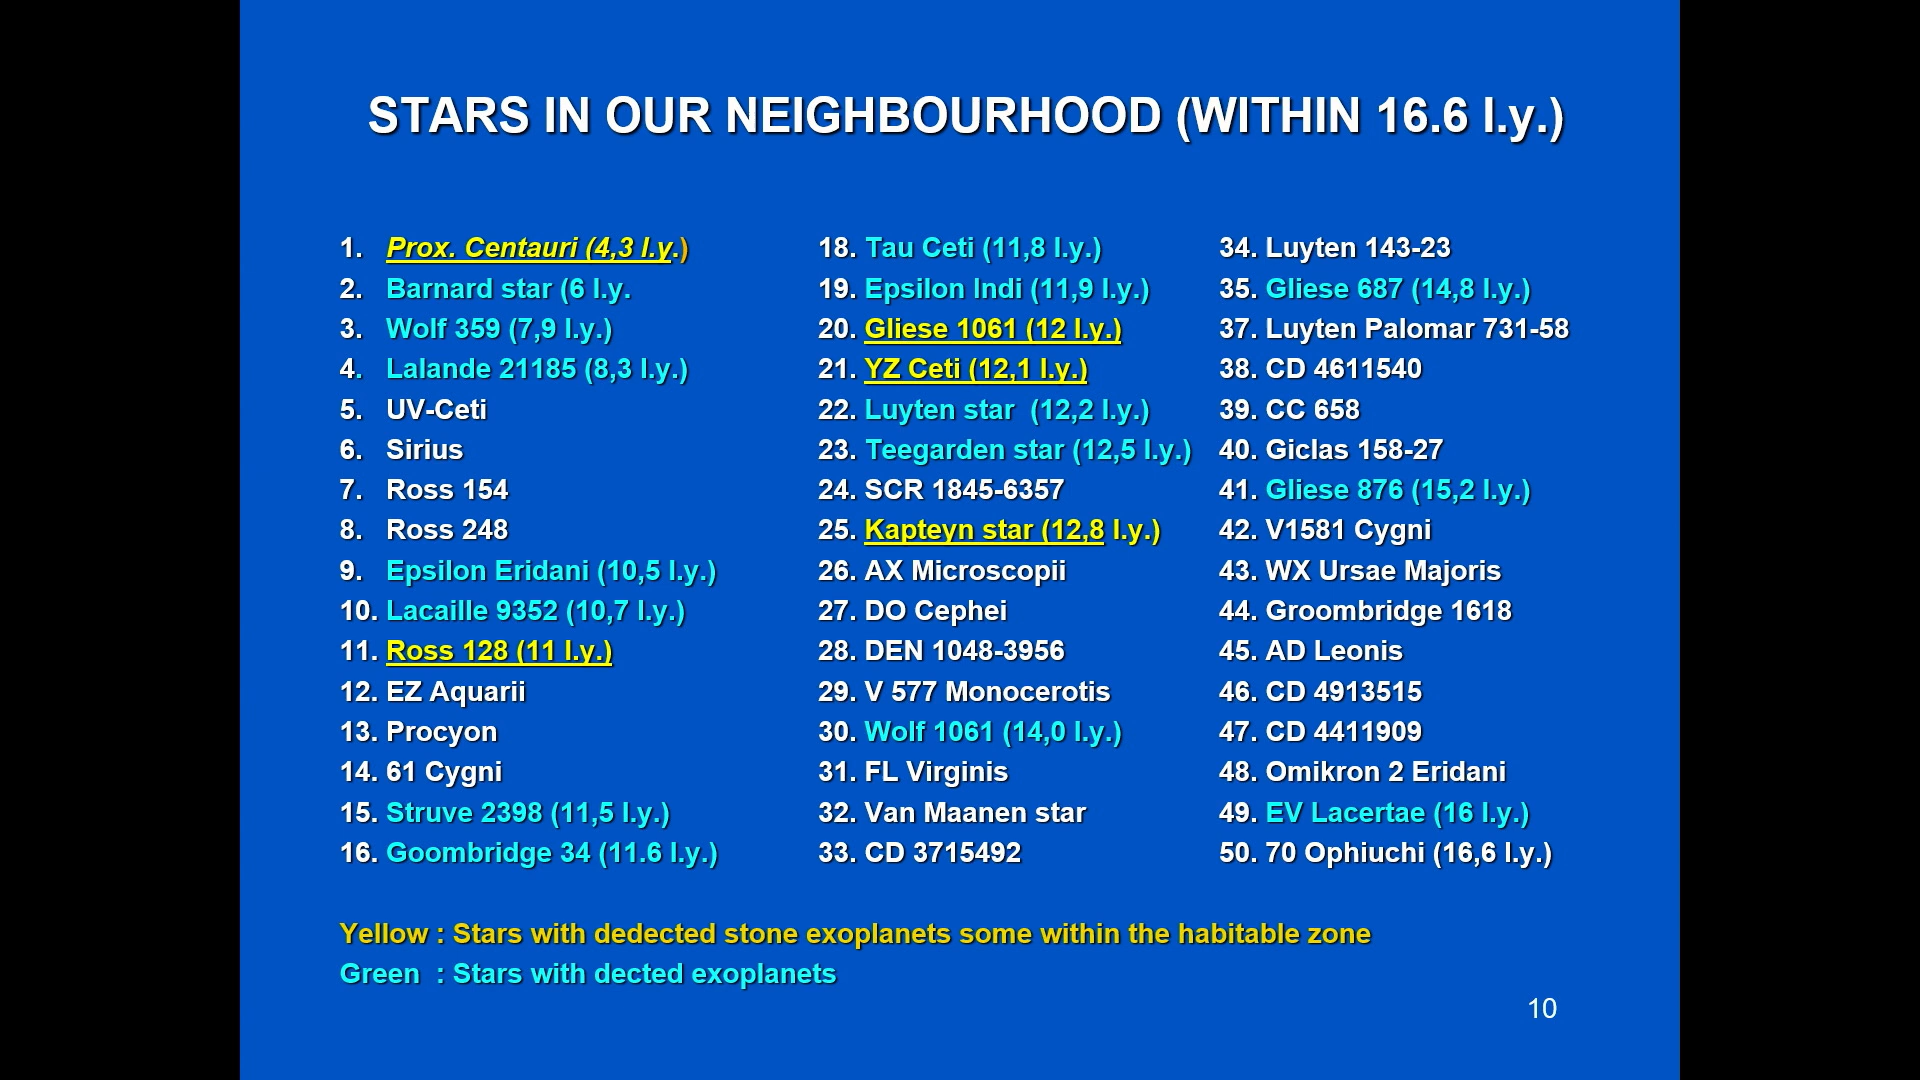 STARS IN OUR NEIGHBOURHOOD (WITHIN 16.6 l.y.)
1. Prox. Centauri (4,3 l.y.)
2. Barnard star (6 l.y.
3. Wolf 359 (7,9 l.y.)
4. Lalande 21185 (8,3 l.y.)
5. UV-Ceti
6. Sirius
7. Ross 154
8. Ross 248
9. Epsilon Eridani (10,5 l.y.)
10. Lacaille 9352 (10,7 l.y.)
11. Ross 128 (11 l.y.)
12. EZ Aquarii
13. Procyon
14. 61 Cygni
15. Struve 2398 (11,5 l.y.)
16. Goombridge 34 (11.6 l.y.)
18. Tau Ceti (11,8 l.y.)
19. Epsilon Indi (11,9 l.y.)
20. Gliese 1061 (12 l.y.)
21. YZ Ceti (12,1 l.y.)
22. Luyten star (12,2 l.y.)
23. Teegarden star (12,5 l.y.)
24. SCR 1845-6357
25. Kapteyn star (12,8 l.y.)
26. AX Microscopii
27. DO Cephei
28. DEN 1048-3956
29. V 577 Monocerotis
30. Wolf 1061 (14,0 l.y.)
31. FL Virginis
32. Van Maanen star
33. CD 3715492
34. Luyten 143-23
35. Gliese 687 (14,8 l.y.)
37. Luyten Palomar 731-58
38. CD 4611540
39. CC 658
40. Giclas 158-27
41. Gliese 876 (15,2 l.y.)
42. V1581 Cygni
43. WX Ursae Majoris
44. Groombridge 1618
45. AD Leonis
46. CD 4913515
47. CD 4411909
48. Omikron 2 Eridani
49. EV Lacertae (16 l.y.)
50. 70 Ophiuchi (16,6 l.y.)
Yellow : Stars with dedected stone exoplanets some within the habitable zone
Green : Stars with dected exoplanets
10